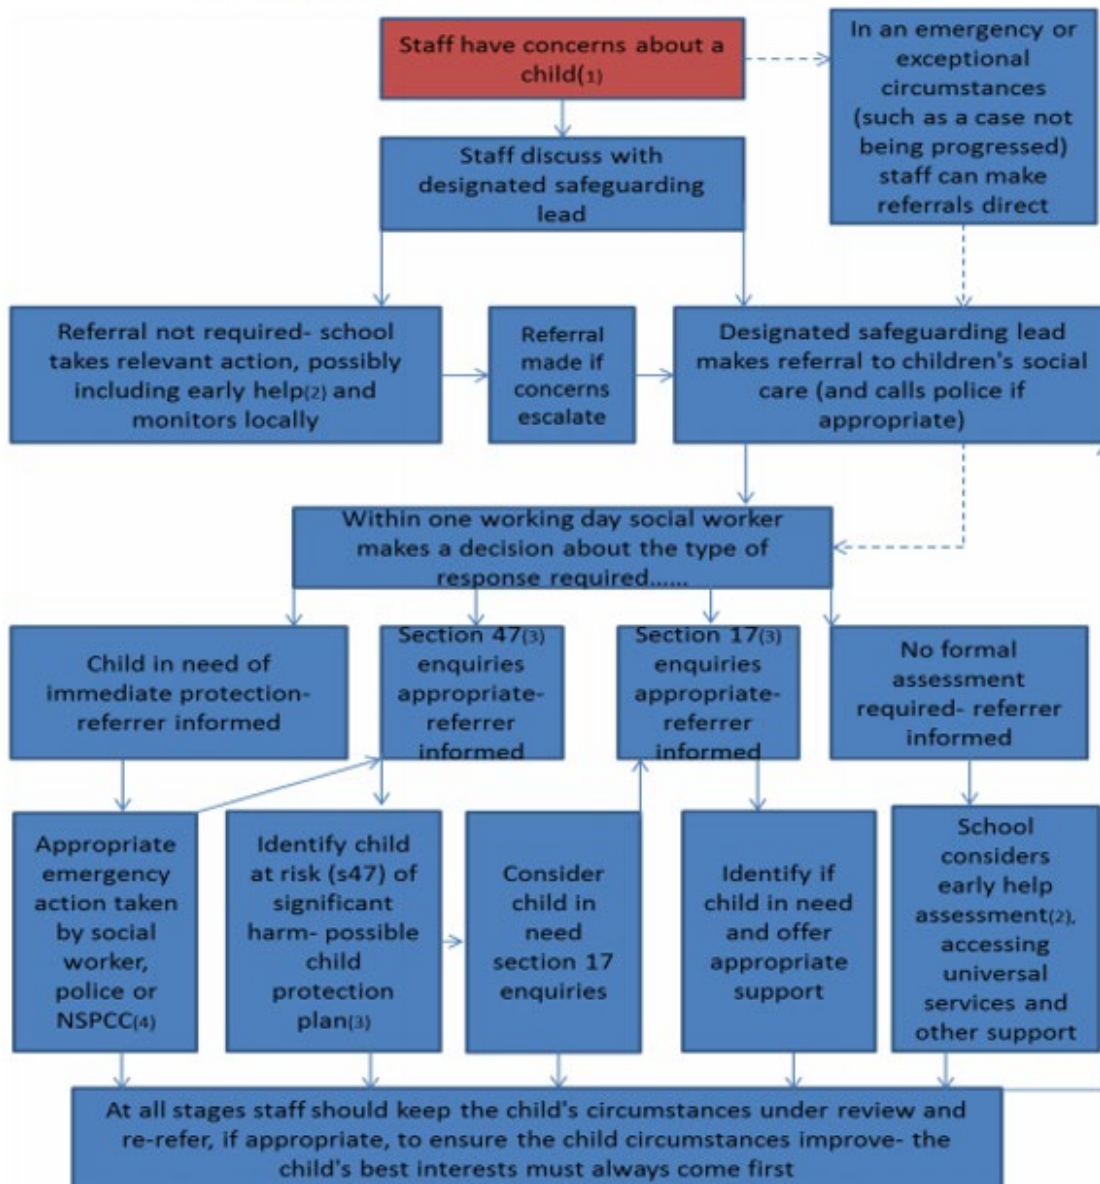 Staff have concerns about a
child(1)
In an emergency or
exceptional
circumstances
(such as a case not
being progressed)
staff can make
referrals direct
Staff discuss with
designated safeguarding
lead
Referral not required- school
takes relevant action, possibly
including early help(2) and
monitors locally
Referral
made if
concerns
escalate
Designated safeguarding lead
makes referral to children's social
care (and calls police if
appropriate)
Within one working day social worker
makes a decision about the type of
response required......
Child in need of
immediate protection-
referrer informed
Section 47(3)
enquiries
appropriate-
referrer
informed
Section 17(3)
enquiries
appropriate-
referrer
informed
No formal
assessment
required- referrer
informed
Appropriate
emergency
action taken
by social
worker,
police or
NSPCC(4)
Identify child
at risk (s47) of
significant
harm- possible
child
protection
plan(3)
Consider
child in
need
section 17
enquiries
Identify if
child in need
and offer
appropriate
support
School
considers
early help
assessment(2),
accessing
universal
services and
other support
At all stages staff should keep the child's circumstances under review and
re-refer, if appropriate, to ensure the child circumstances improve- the
child's best interests must always come first